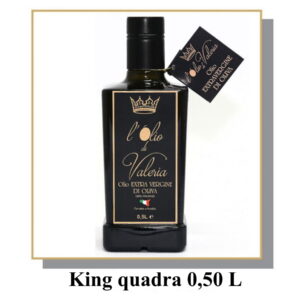 l'Olio
di
Valeria
Olio EXTRA VERGINE
DI OLIVA
0,5L e
l'Olio
di Valeria
Olio
EXTRAVERGINE
DI OLIVA
King quadra 0,50 L